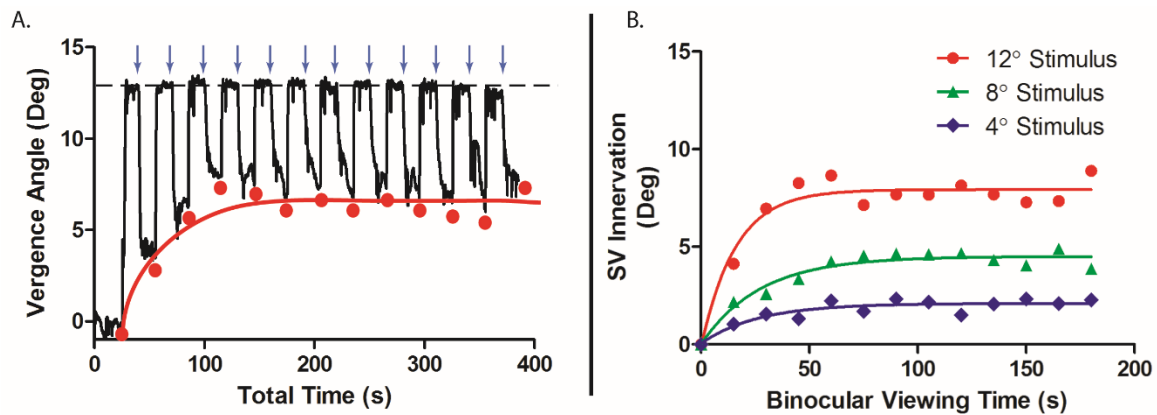 A.
15
10
5
0
Vergence Angle (Deg)
0 100 200 300 400
Total Time (s)
B.
12° Stimulus
8° Stimulus
4° Stimulus
15
10
5
0
SV Innervation
(Deg)
0 50 100 150 200
Binocular Viewing Time (s)